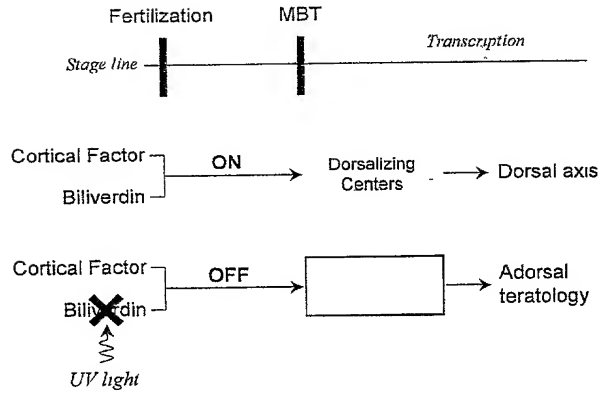 Fertilization
MBT
Transcription
Stage line
Cortical Factor
ON
Dorsalizing
Centers
Dorsal axis
Biliverdin
Cortical Factor
OFF
Adorsal
teratology
Biliverdin
UV light